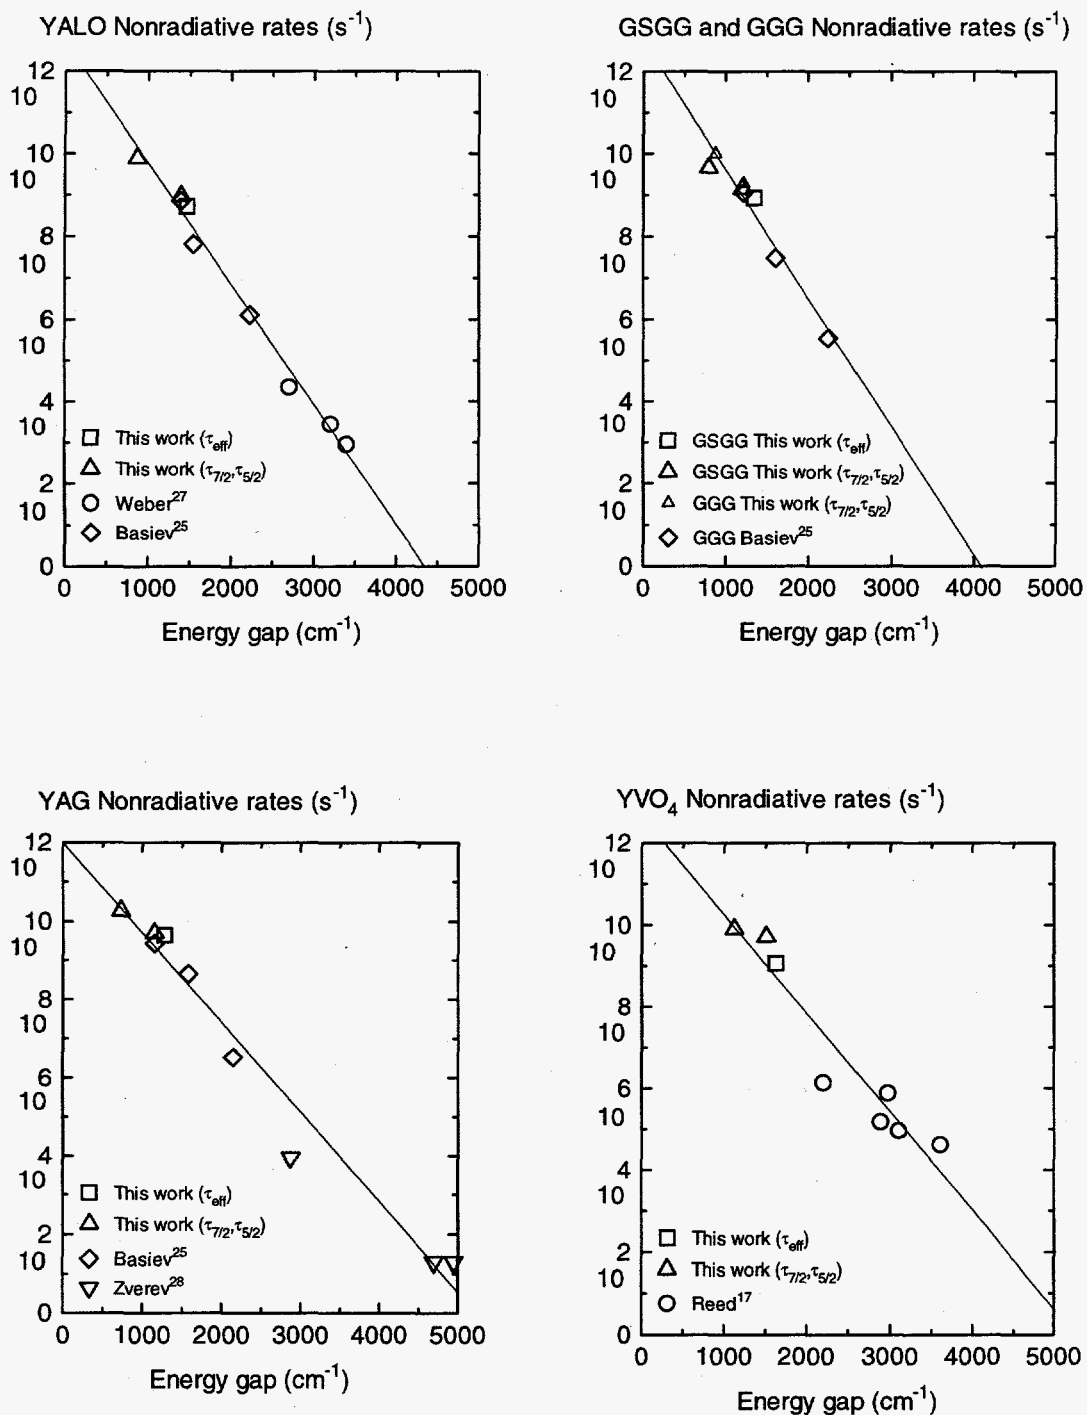 YALO Nonradiative rates (s⁻¹)
12
10
10
10
8
10
6
10
4
10
2
10
0
This work (τeff)
This work (τ7/2,τ5/2)
Weber²⁷
Basiev²⁵
0 1000 2000 3000 4000 5000
Energy gap (cm⁻¹)
GSGG and GGG Nonradiative rates (s⁻¹)
12
10
10
10
8
10
6
10
4
10
2
10
0
GSGG This work (τeff)
GSGG This work (τ7/2,τ5/2)
GGG This work (τ7/2,τ5/2)
GGG Basiev²⁵
0 1000 2000 3000 4000 5000
Energy gap (cm⁻¹)
YAG Nonradiative rates (s⁻¹)
12
10
10
10
8
10
6
10
4
10
2
10
0
This work (τeff)
This work (τ7/2,τ5/2)
Basiev²⁵
Zverev²⁸
0 1000 2000 3000 4000 5000
Energy gap (cm⁻¹)
YVO₄ Nonradiative rates (s⁻¹)
12
10
10
10
8
10
6
10
4
10
2
10
0
This work (τeff)
This work (τ7/2,τ5/2)
Reed¹⁷
0 1000 2000 3000 4000 5000
Energy gap (cm⁻¹)